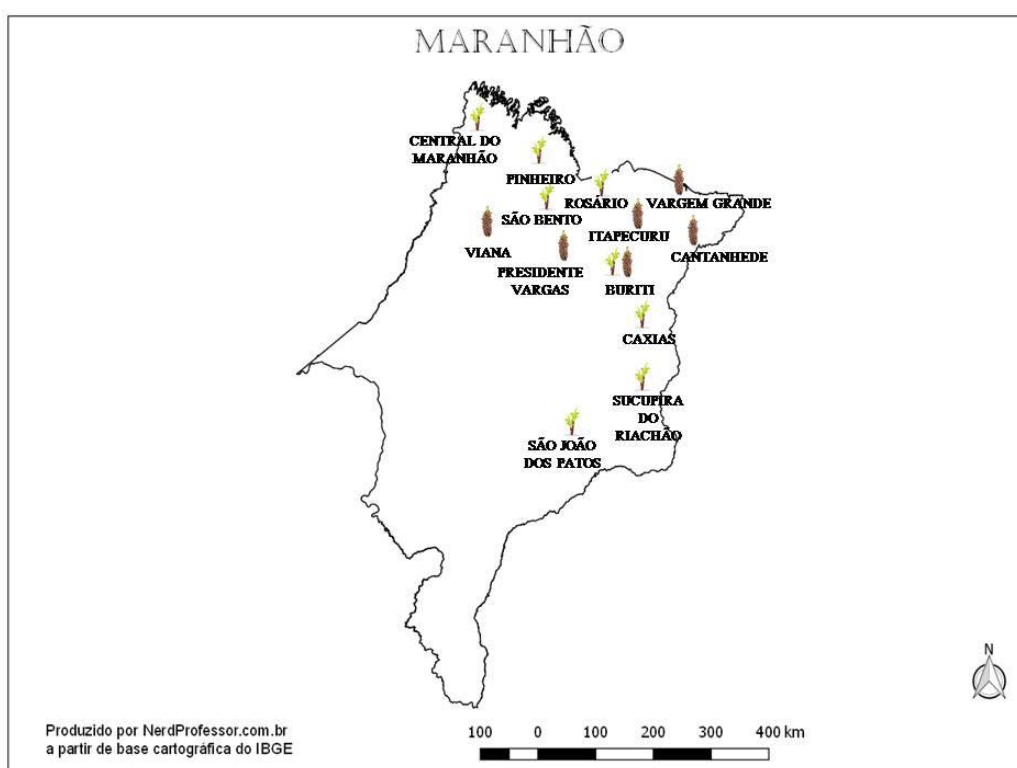 MARANHÃO
CENTRAL DO
MARANHÃO
PINHEIRO
SÃO BENTO
ROSÁRIO
VARGEM GRANDE
VIANA
ITAPECURU
CANTANHEDE
PRESIDENTE
VARGAS
BURITI
CAXIAS
SUCUPIRA
DO
RIACHÃO
SÃO JOÃO
DOS PATOS
N
Produzido por NerdProfessor.com.br
a partir de base cartográfica do IBGE
100 0 100 200 300 400 km